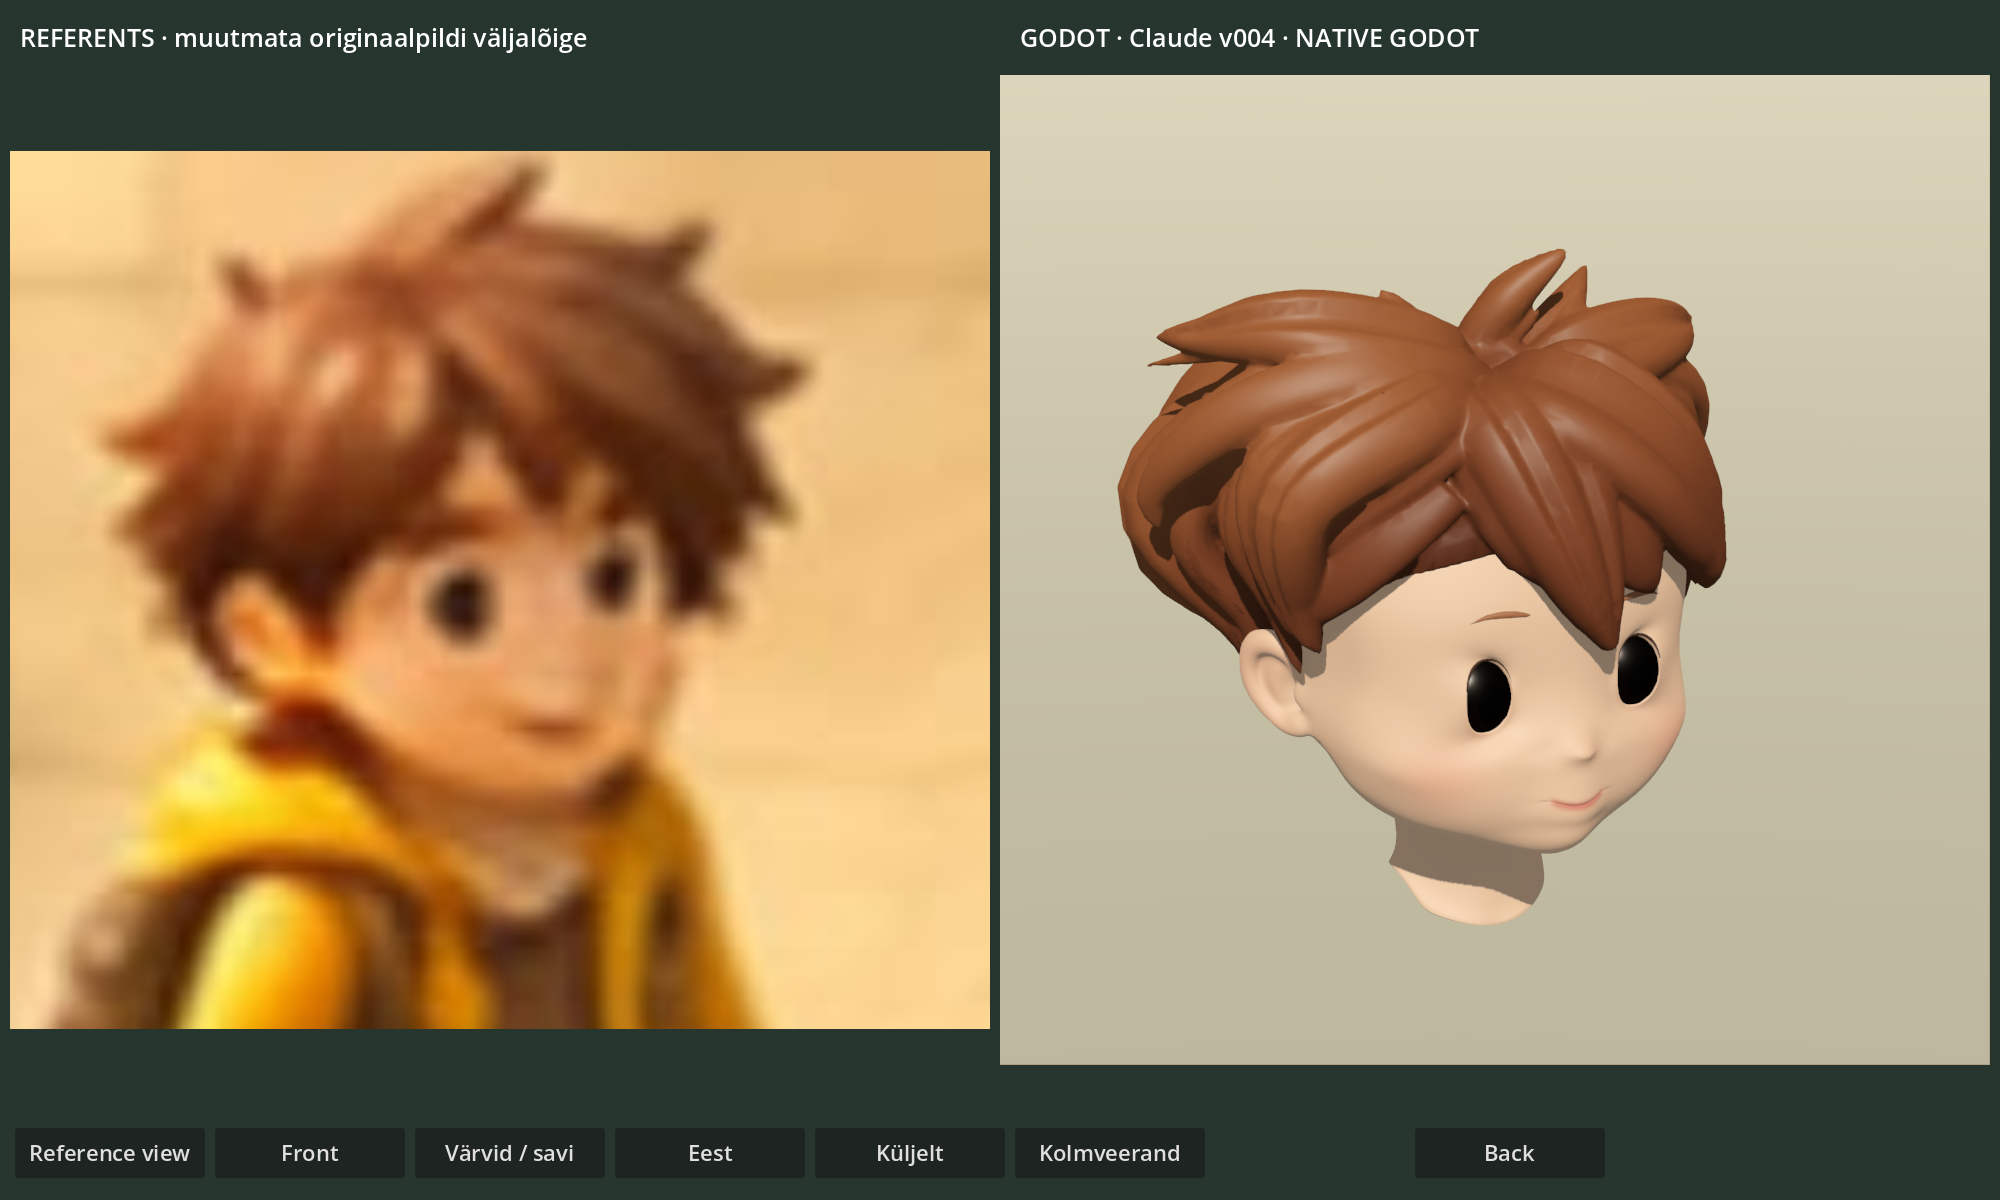 REFERENTS · muutmata originaalpildi väljalõige
GODOT · Claude v004 · NATIVE GODOT
Reference view
Front
Värvid / savi
Eest
Küljelt
Kolmveerand
Back